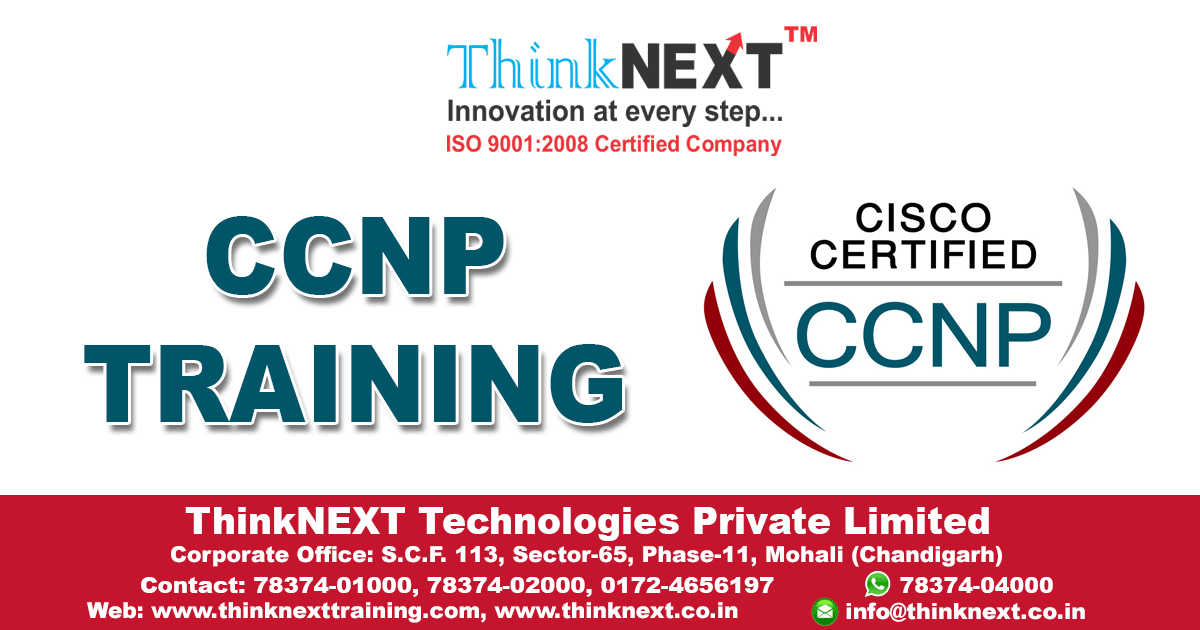 ThinkNEXT™
Innovation at every step...
ISO 9001:2008 Certified Company
CCNP
TRAINING
CISCO
CERTIFIED
CCNP
ThinkNEXT Technologies Private Limited
Corporate Office: S.C.F. 113, Sector-65, Phase-11, Mohali (Chandigarh)
Contact: 78374-01000, 78374-02000, 0172-4656197 78374-04000
Web: www.thinknexttraining.com, www.thinknext.co.in info@thinknext.co.in